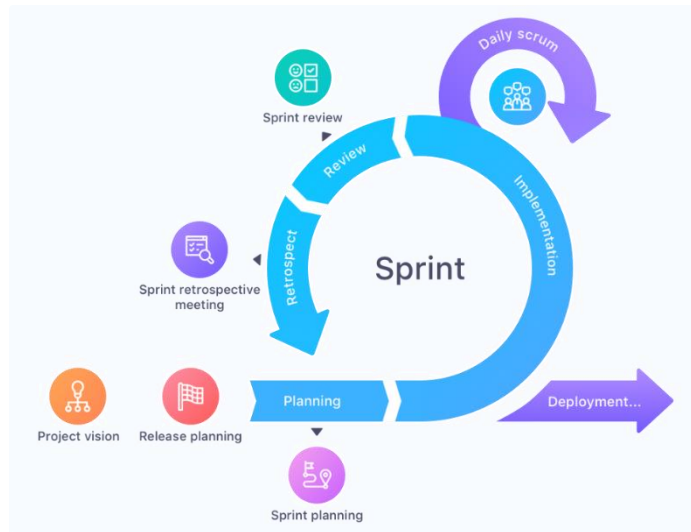 Daily scrum
Sprint review
Review
Implementation
Retrospect
Sprint
Sprint retrospective
meeting
Planning
Deployment...
Project vision
Release planning
Sprint planning